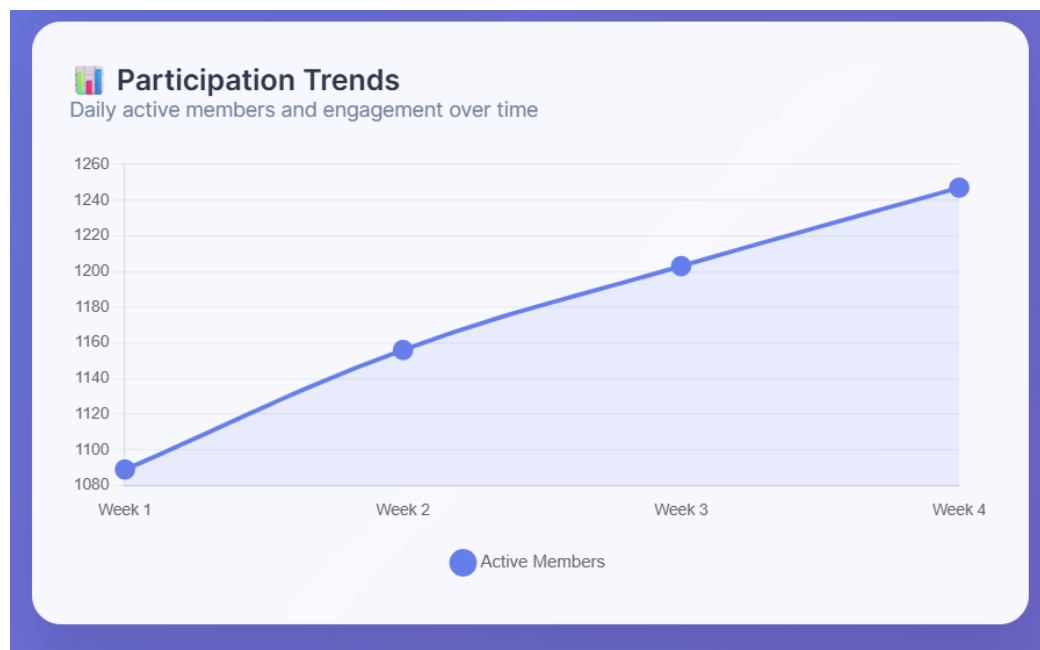 📊 Participation Trends
Daily active members and engagement over time
1260
1240
1220
1200
1180
1160
1140
1120
1100
1080
Week 1 Week 2 Week 3 Week 4
Active Members